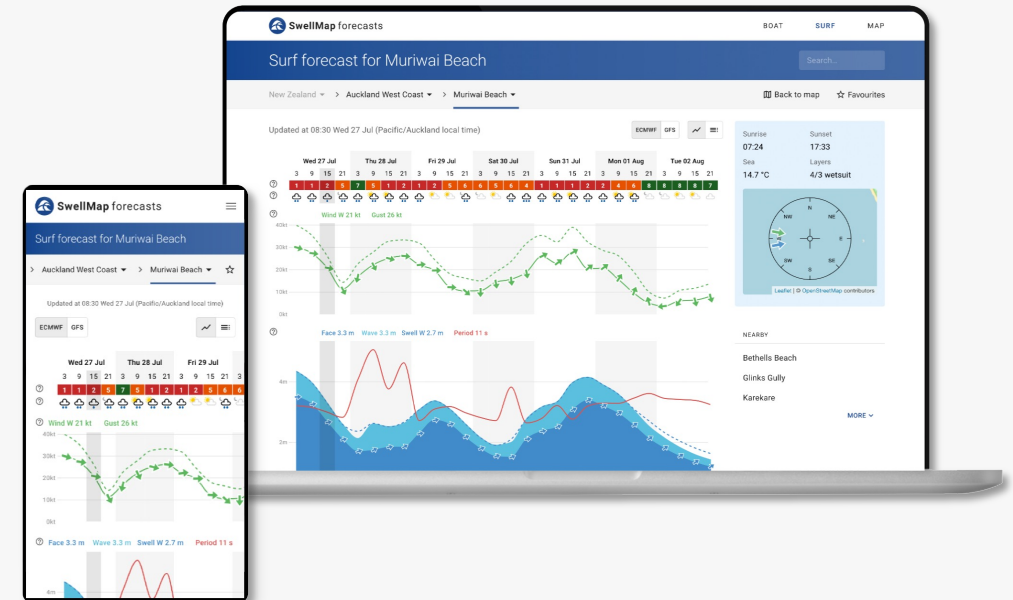 SwellMap forecasts
BOAT SURF MAP
Surf forecast for Muriwai Beach
Search...
New Zealand > Auckland West Coast > Muriwai Beach
Back to map Favourites
Updated at 08:30 Wed 27 Jul (Pacific/Auckland local time)
ECMWF GFS
Wed 27 Jul Thu 28 Jul Fri 29 Jul Sat 30 Jul Sun 31 Jul Mon 01 Aug Tue 02 Aug
3 9 15 21 3 9 15 21 3 9 15 21 3 9 15 21 3 9 15 21 3 9 15 21 3 9 15 21
1 1 2 5 7 5 1 2 1 1 2 5 6 6 5 6 4 1 1 1 2 2 4 6 8 8 8 8 7
Wind W 21 kt Gust 26 kt
40kt
30kt
20kt
10kt
0kt
Face 3.3 m Wave 3.3 m Swell W 2.7 m Period 11 s
4m
2m
Sunrise Sunset
07:24 17:33
Sea Layers
14.7 °C 4/3 wetsuit
N
NW NE
E
SW SE
S
Leaflet | © OpenStreetMap contributors
NEARBY
Bethells Beach
Glinks Gully
Karekare
MORE
SwellMap forecasts
Surf forecast for Muriwai Beach
> Auckland West Coast > Muriwai Beach
Updated at 08:30 Wed 27 Jul (Pacific/Auckland local time)
ECMWF GFS
Wed 27 Jul Thu 28 Jul Fri 29 Jul
3 9 15 21 3 9 15 21 3 9 15 21 3
1 1 2 5 7 5 1 2 1 2 5 6 6
Wind W 21 kt Gust 26 kt
40kt
30kt
20kt
10kt
0kt
Face 3.3 m Wave 3.3 m Swell W 2.7 m Period 11 s
4m